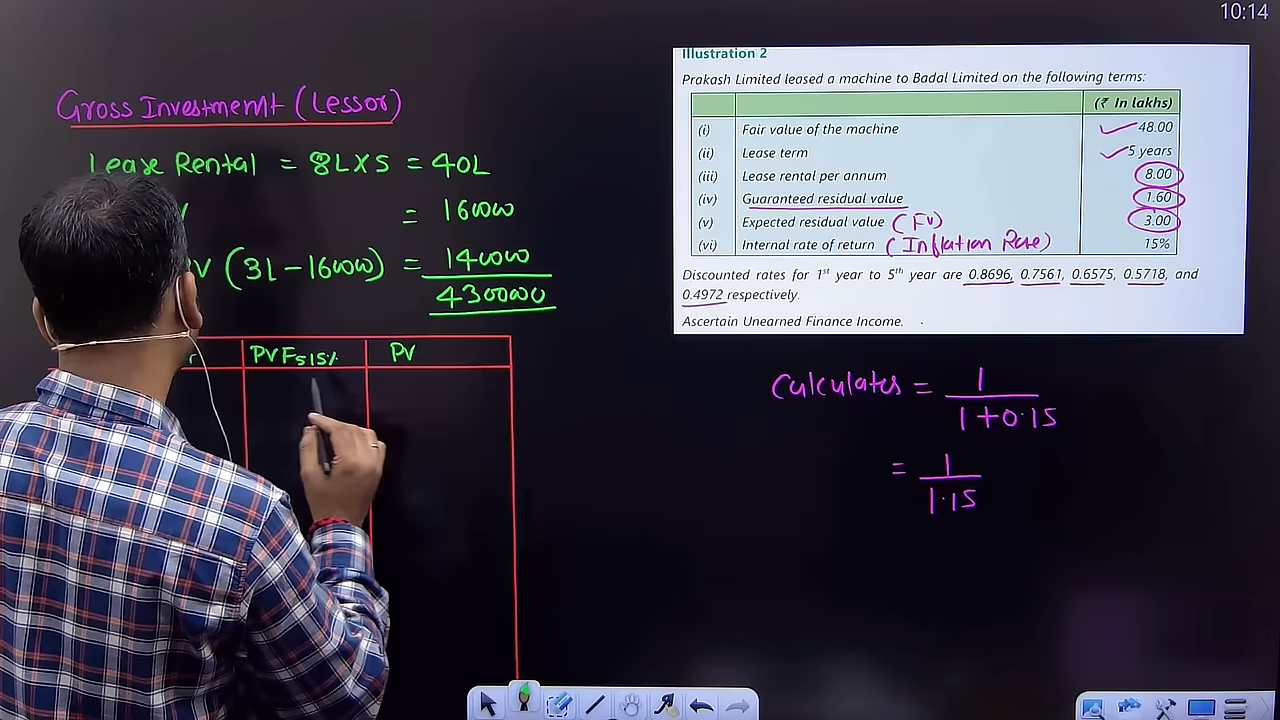 10:14
Gross Investmemt (Lessor)
Lease Rental = 8L X 5 = 40L
V = 160000
V (3L - 160000) = 140000
4300000
r PVF 5 15% PV
Illustration 2
Prakash Limited leased a machine to Badal Limited on the following terms:
(₹ In lakhs)
(i) Fair value of the machine 48.00
(ii) Lease term 5 years
(iii) Lease rental per annum 8.00
(iv) Guaranteed residual value 1.60
(v) Expected residual value (FV) 3.00
(vi) Internal rate of return (Inflation Rate) 15%
Discounted rates for 1st year to 5th year are 0.8696, 0.7561, 0.6575, 0.5718, and
0.4972 respectively.
Ascertain Unearned Finance Income.
Calculates = 1
1 + 0.15
= 1
1.15